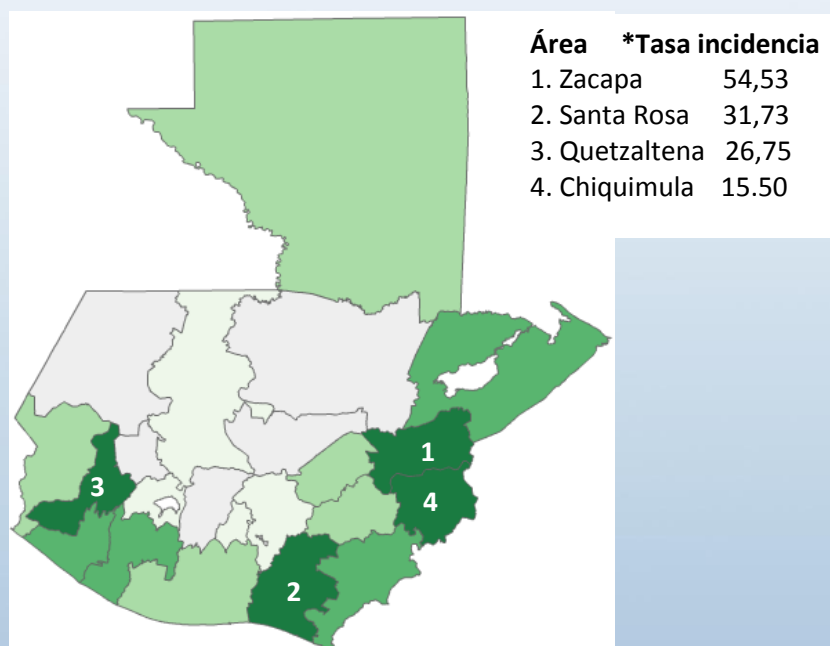 Área *Tasa incidencia
1. Zacapa 54,53
2. Santa Rosa 31,73
3. Quetzaltena 26,75
4. Chiquimula 15.50
1
4
3
2